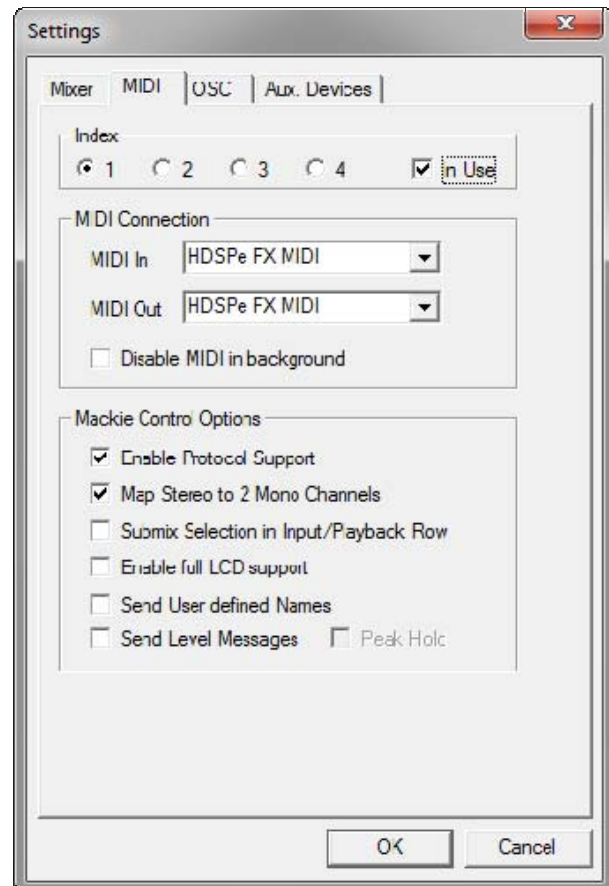 Settings
Mixer MIDI OSC Aux. Devices
Index
1 2 3 4 In Use
MIDI Connection
MIDI In HDSPe FX MIDI
MIDI Out HDSPe FX MIDI
Disable MIDI in background
Mackie Control Options
Enable Protocol Support
Map Stereo to 2 Mono Channels
Submix Selection in Input/Payback Row
Enable full LCD support
Send User defined Names
Send Level Messages Peak Hold
OK Cancel